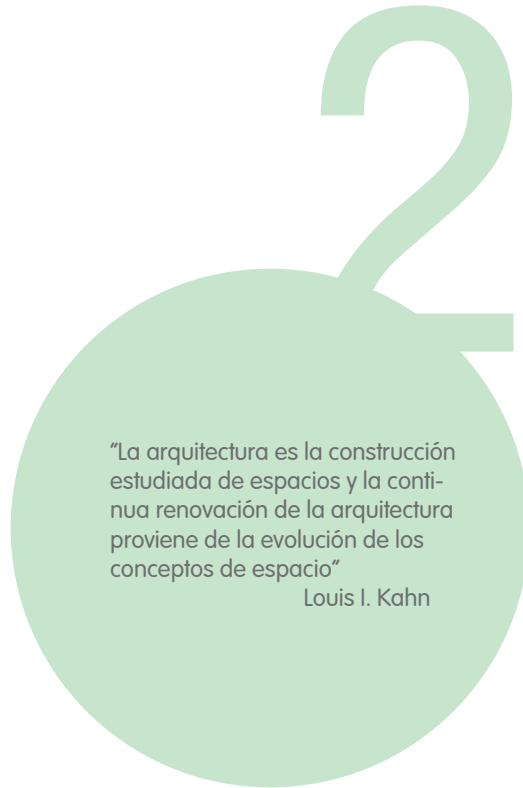 2
“La arquitectura es la construcción
estudiada de espacios y la conti-
nua renovación de la arquitectura
proviene de la evolución de los
conceptos de espacio”
Louis I. Kahn